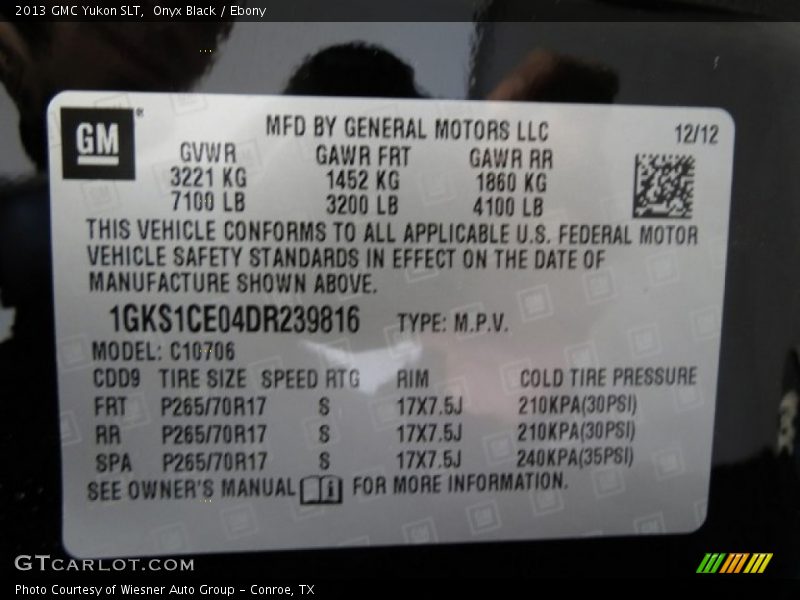 2013 GMC Yukon SLT, Onyx Black / Ebony
GM®
MFD BY GENERAL MOTORS LLC 12/12
GVWR GAWR FRT GAWR RR
3221 KG 1452 KG 1860 KG
7100 LB 3200 LB 4100 LB
THIS VEHICLE CONFORMS TO ALL APPLICABLE U.S. FEDERAL MOTOR
VEHICLE SAFETY STANDARDS IN EFFECT ON THE DATE OF
MANUFACTURE SHOWN ABOVE.
1GKS1CE04DR239816 TYPE: M.P.V.
MODEL: C10706
CDD9 TIRE SIZE SPEED RTG RIM COLD TIRE PRESSURE
FRT P265/70R17 S 17X7.5J 210KPA(30PSI)
RR P265/70R17 S 17X7.5J 210KPA(30PSI)
SPA P265/70R17 S 17X7.5J 240KPA(35PSI)
SEE OWNER'S MANUAL i FOR MORE INFORMATION.
GTCARLOT.COM
Photo Courtesy of Wiesner Auto Group - Conroe, TX